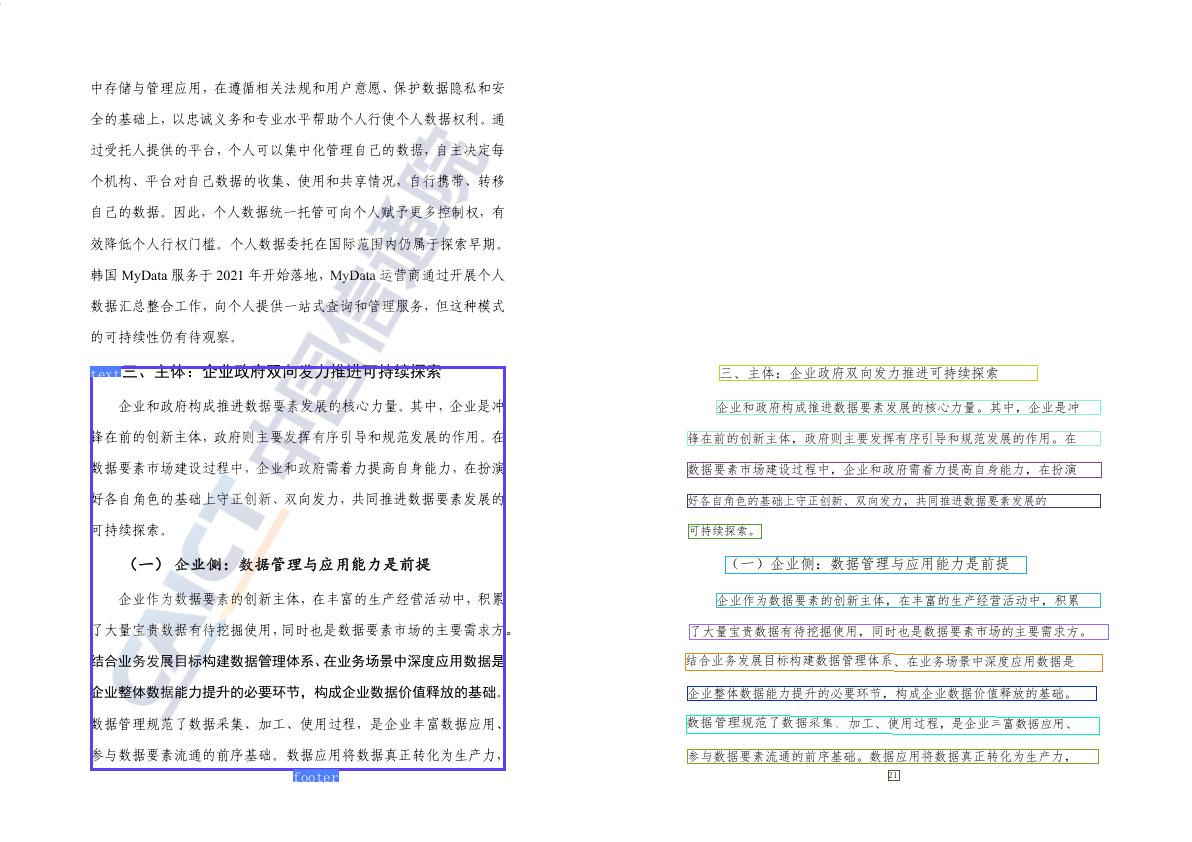 中存储与管理应用，在遵循相关法规和用户意愿、保护数据隐私和安
全的基础上，以忠诚义务和专业水平帮助个人行使个人数据权利。通
过受托人提供的平台，个人可以集中化管理自己的数据，自主决定每
个机构、平台对自己数据的收集、使用和共享情况，自行携带、转移
自己的数据。因此，个人数据统一托管可向个人赋予更多控制权，有
效降低个人行权门槛。个人数据委托在国际范围内仍属于探索早期。
韩国 MyData 服务于 2021 年开始落地，MyData 运营商通过开展个人
数据汇总整合工作，向个人提供一站式查询和管理服务，但这种模式
的可持续性仍有待观察。
text
三、主体：企业政府双向发力推进可持续探索
企业和政府构成推进数据要素发展的核心力量。其中，企业是冲
锋在前的创新主体，政府则主要发挥有序引导和规范发展的作用。在
数据要素市场建设过程中，企业和政府需着力提高自身能力，在扮演
好各自角色的基础上守正创新、双向发力，共同推进数据要素发展的
可持续探索。
（一） 企业侧：数据管理与应用能力是前提
企业作为数据要素的创新主体，在丰富的生产经营活动中，积累
了大量宝贵数据有待挖掘使用，同时也是数据要素市场的主要需求方。
结合业务发展目标构建数据管理体系、在业务场景中深度应用数据是
企业整体数据能力提升的必要环节，构成企业数据价值释放的基础。
数据管理规范了数据采集、加工、使用过程，是企业丰富数据应用、
参与数据要素流通的前序基础。数据应用将数据真正转化为生产力，
footer
CAICT 中国信通院
三、主体：企业政府双向发力推进可持续探索
企业和政府构成推进数据要素发展的核心力量。其中，企业是冲
锋在前的创新主体，政府则主要发挥有序引导和规范发展的作用。在
数据要素市场建设过程中，企业和政府需着力提高自身能力，在扮演
好各自角色的基础上守正创新、双向发力，共同推进数据要素发展的
可持续探索。
（一）企业侧：数据管理与应用能力是前提
企业作为数据要素的创新主体，在丰富的生产经营活动中，积累
了大量宝贵数据有待挖掘使用，同时也是数据要素市场的主要需求方。
结合业务发展目标构建数据管理体系、在业务场景中深度应用数据是
企业整体数据能力提升的必要环节，构成企业数据价值释放的基础。
数据管理规范了数据采集、加工、使用过程，是企业三富数据应用、
参与数据要素流通的前序基础。数据应用将数据真正转化为生产力，
21